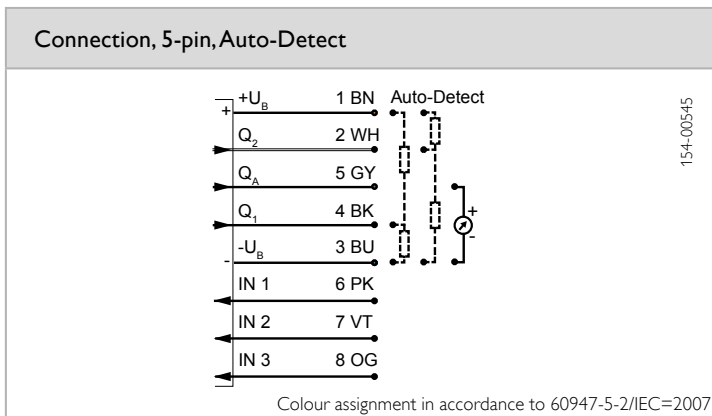 Connection, 5-pin, Auto-Detect
+U_B 1 BN Auto-Detect
+
Q_2 2 WH
Q_A 5 GY
Q_1 4 BK
+
-
-U_B 3 BU
-
IN 1 6 PK
IN 2 7 VT
IN 3 8 OG
154-00545
Colour assignment in accordance to 60947-5-2/IEC=2007